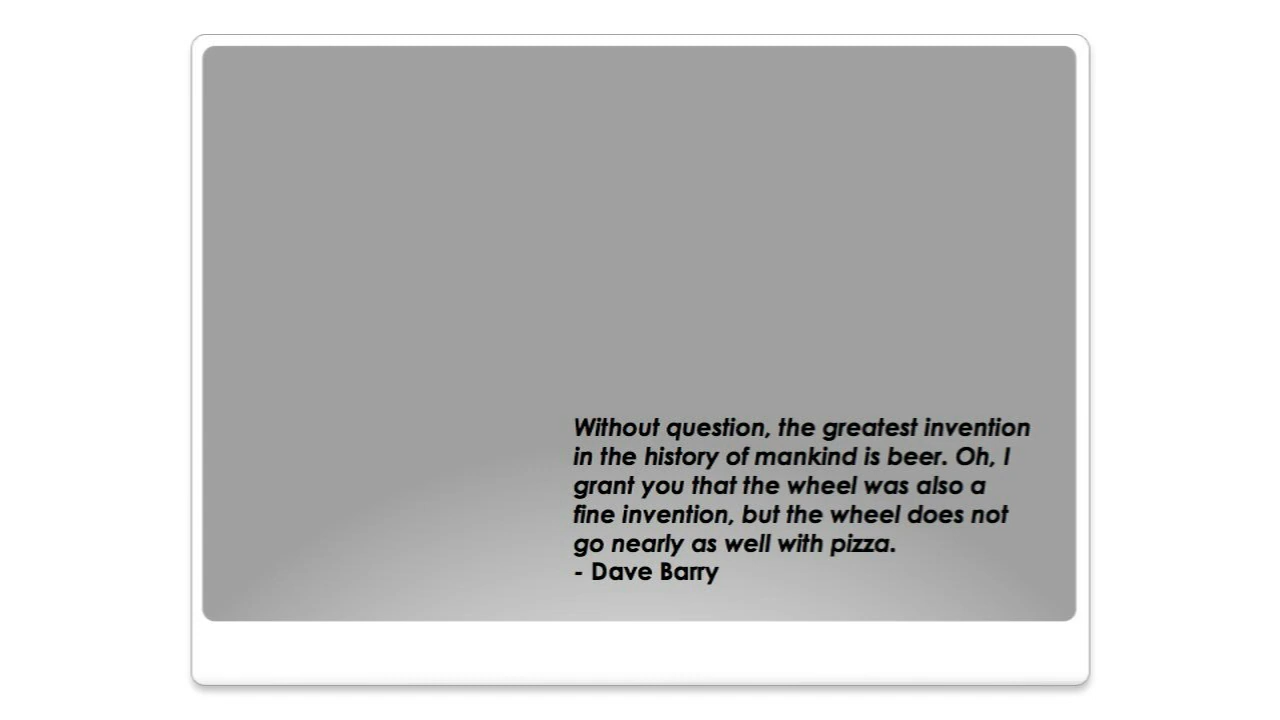 Without question, the greatest invention
in the history of mankind is beer. Oh, I
grant you that the wheel was also a
fine invention, but the wheel does not
go nearly as well with pizza.
- Dave Barry